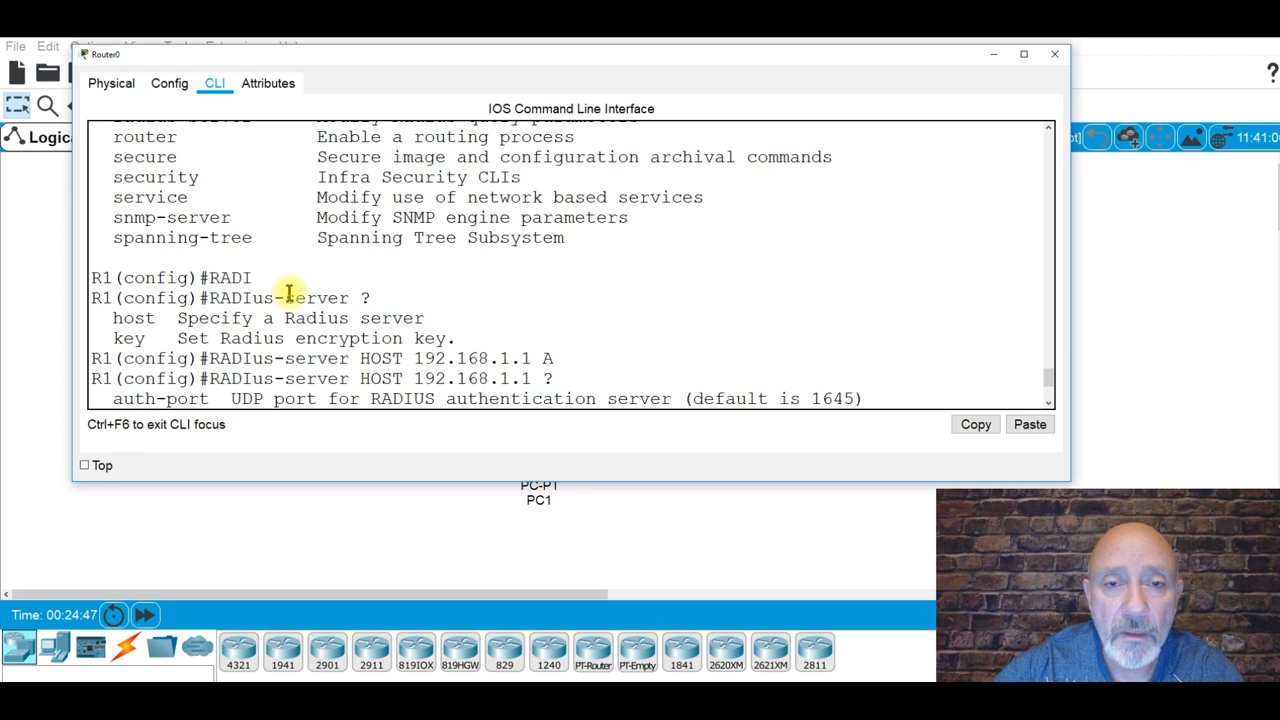 Router0
File Edit
Physical Config CLI Attributes
?
IOS Command Line Interface
Logic
11:41:0
router Enable a routing process
secure Secure image and configuration archival commands
security Infra Security CLIs
service Modify use of network based services
snmp-server Modify SNMP engine parameters
spanning-tree Spanning Tree Subsystem
R1(config)#RADI
R1(config)#RADIus-server ?
host Specify a Radius server
key Set Radius encryption key.
R1(config)#RADIus-server HOST 192.168.1.1 A
R1(config)#RADIus-server HOST 192.168.1.1 ?
auth-port UDP port for RADIUS authentication server (default is 1645)
Ctrl+F6 to exit CLI focus
Copy Paste
Top
PC-PT
PC1
Time: 00:24:47
4321 1941 2901 2911 819IOX 819HGW 829 1240 PT-Router PT-Empty 1841 2620XM 2621XM 2811